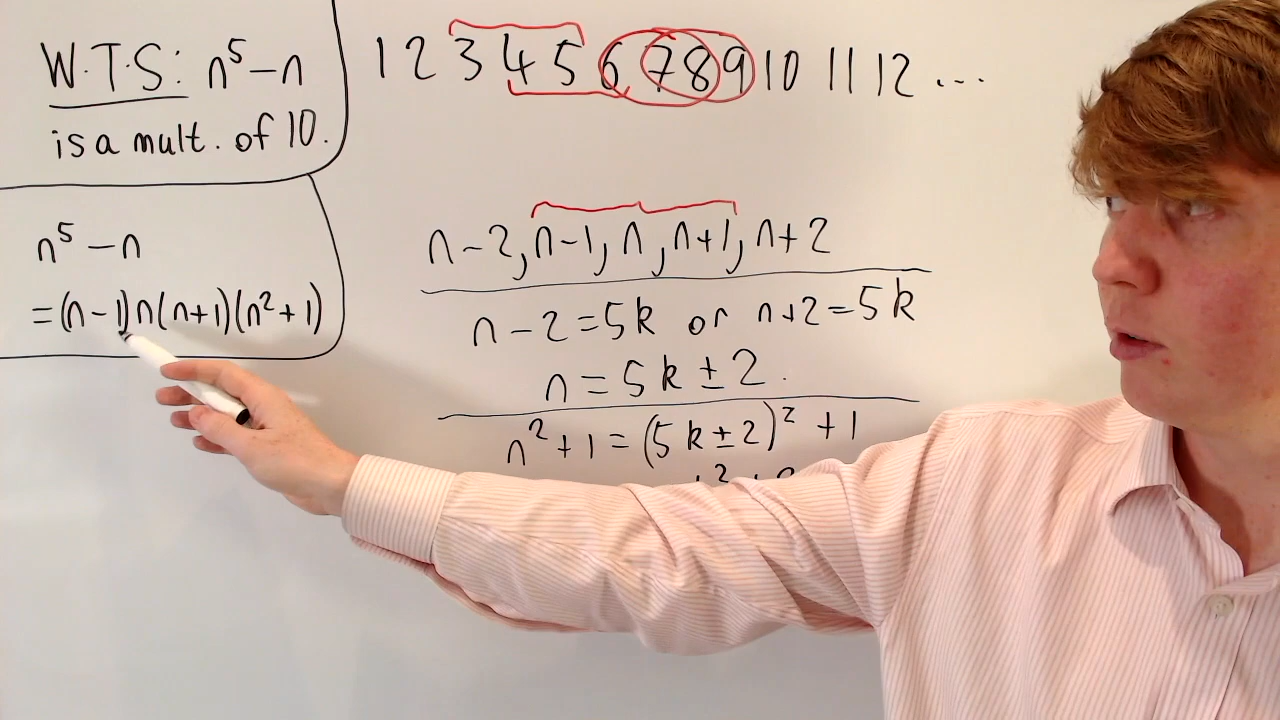 W.T.S: n⁵ − n
is a mult. of 10.
n⁵ − n
= (n − 1)n(n + 1)(n² + 1)
1 2 3 4 5 6 7 8 9 10 11 12 ...
n − 2, n − 1, n, n + 1, n + 2
n − 2 = 5k or n + 2 = 5k
n = 5k ± 2.
n² + 1 = (5k ± 2)² + 1